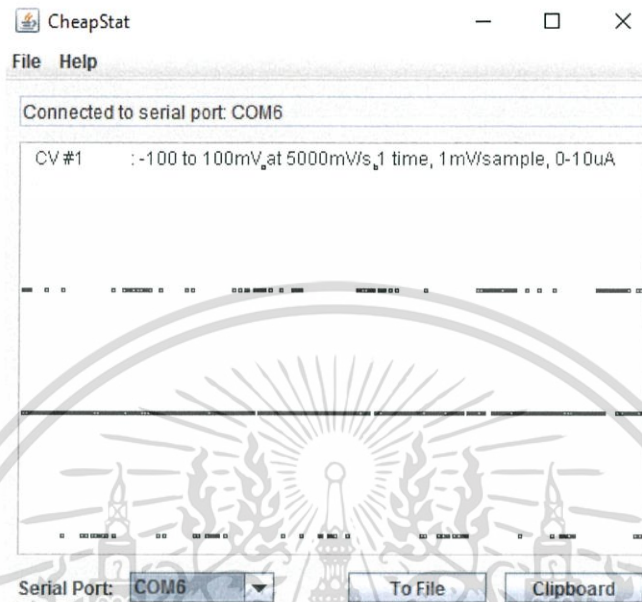 CheapStat
File Help
Connected to serial port: COM6
CV #1 : -100 to 100mV, at 5000mV/s, 1 time, 1mV/sample, 0-10uA
Serial Port: COM6 To File Clipboard